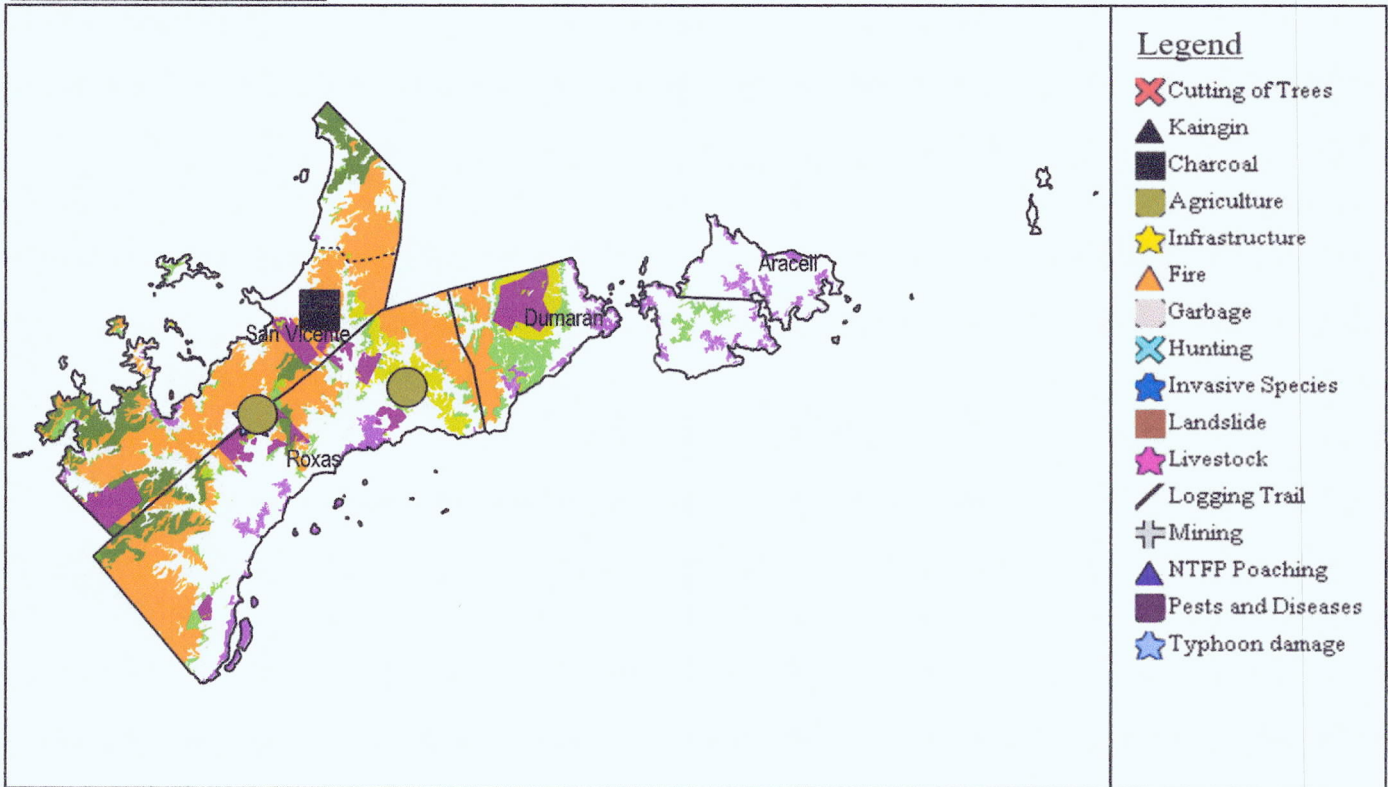 San Vicente
Roxas
Dumaran
Araceli
Legend
Cutting of Trees
Kaingin
Charcoal
Agriculture
Infrastructure
Fire
Garbage
Hunting
Invasive Species
Landslide
Livestock
Logging Trail
Mining
NTFP Poaching
Pests and Diseases
Typhoon damage